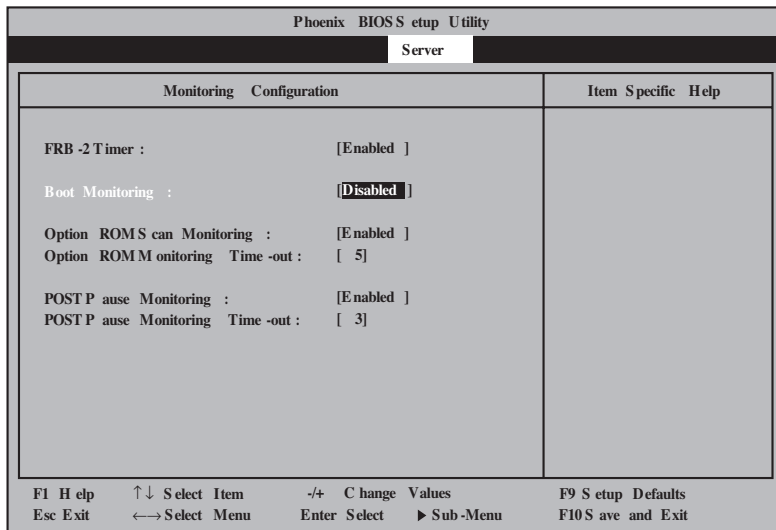 Phoenix BIOS Setup Utility
Server
Monitoring Configuration
Item Specific Help
FRB-2 Timer : [Enabled ]
Boot Monitoring : [Disabled ]
Option ROM Scan Monitoring : [Enabled ]
Option ROM Monitoring Time-out : [ 5]
POST Pause Monitoring : [Enabled ]
POST Pause Monitoring Time-out : [ 3]
F1 Help ↑↓ Select Item -/+ Change Values F9 Setup Defaults
Esc Exit ←→ Select Menu Enter Select ▶ Sub-Menu F10 Save and Exit